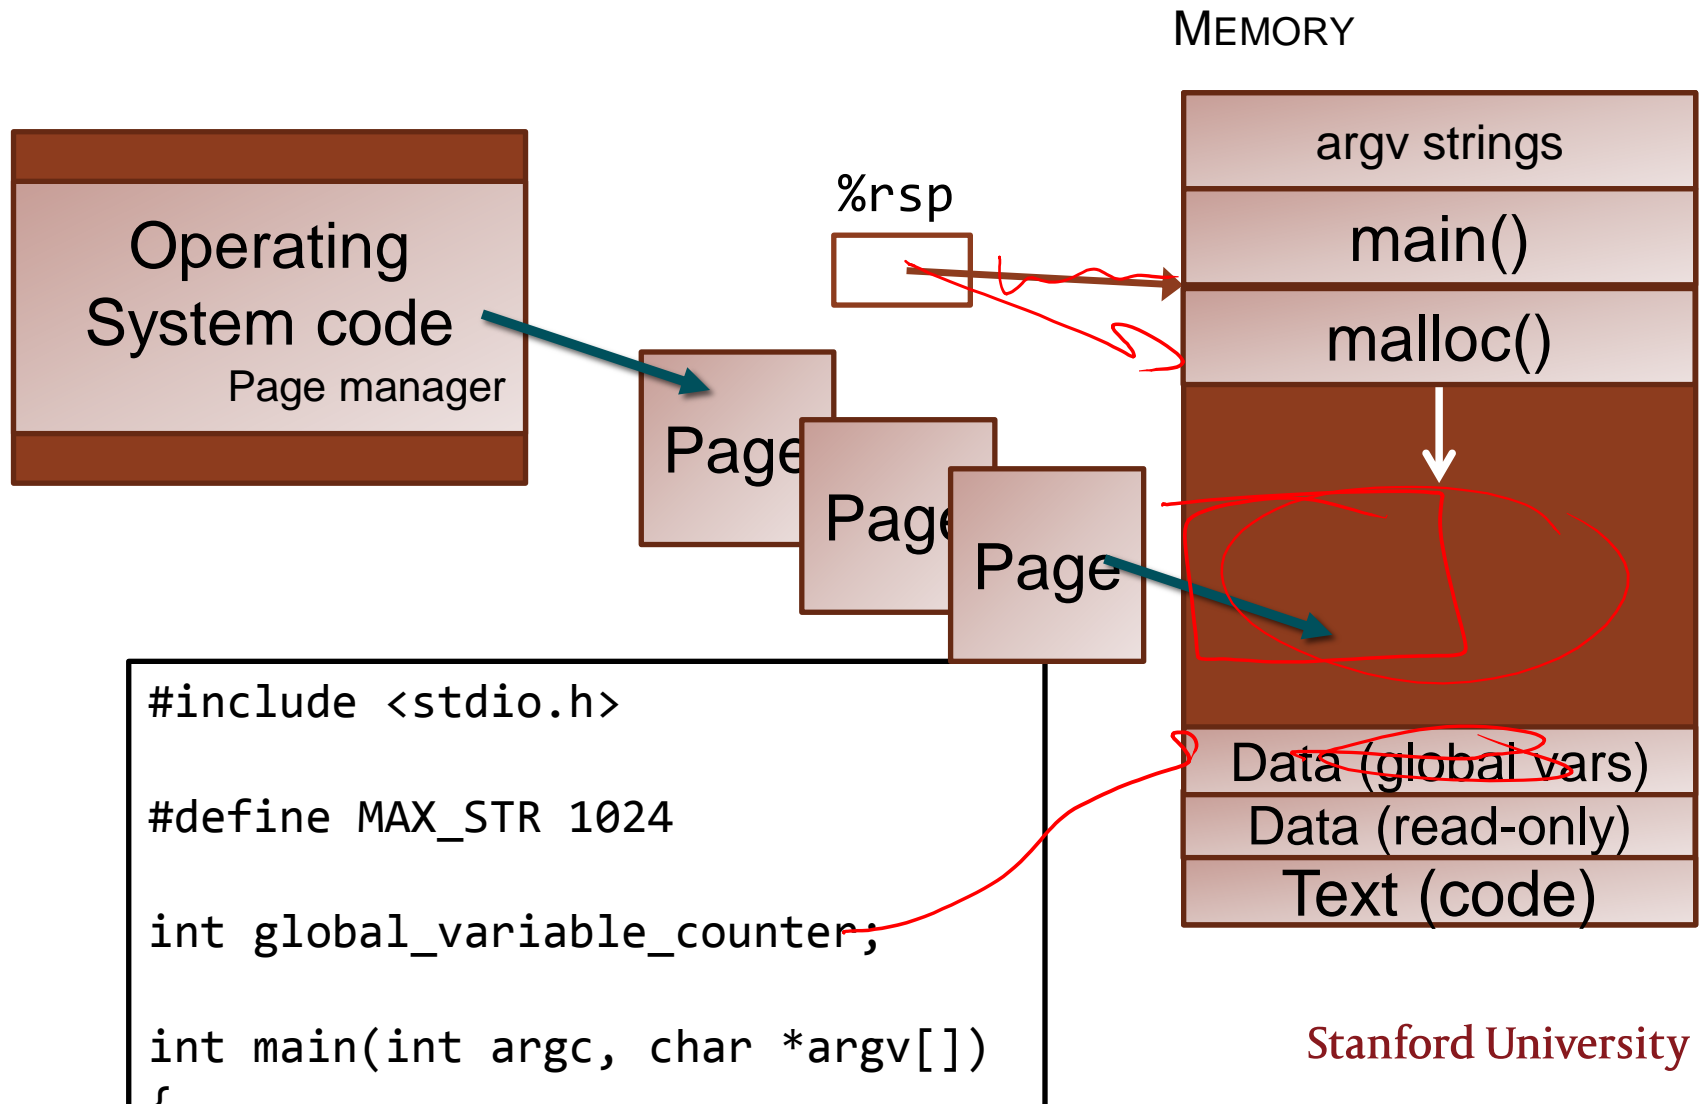 MEMORY
argv strings
%rsp
main()
Operating
System code
Page manager
malloc()
Page
Page
Page
#include <stdio.h>
#define MAX_STR 1024
int global_variable_counter;
int main(int argc, char *argv[])
{
Data (global vars)
Data (read-only)
Text (code)
Stanford University